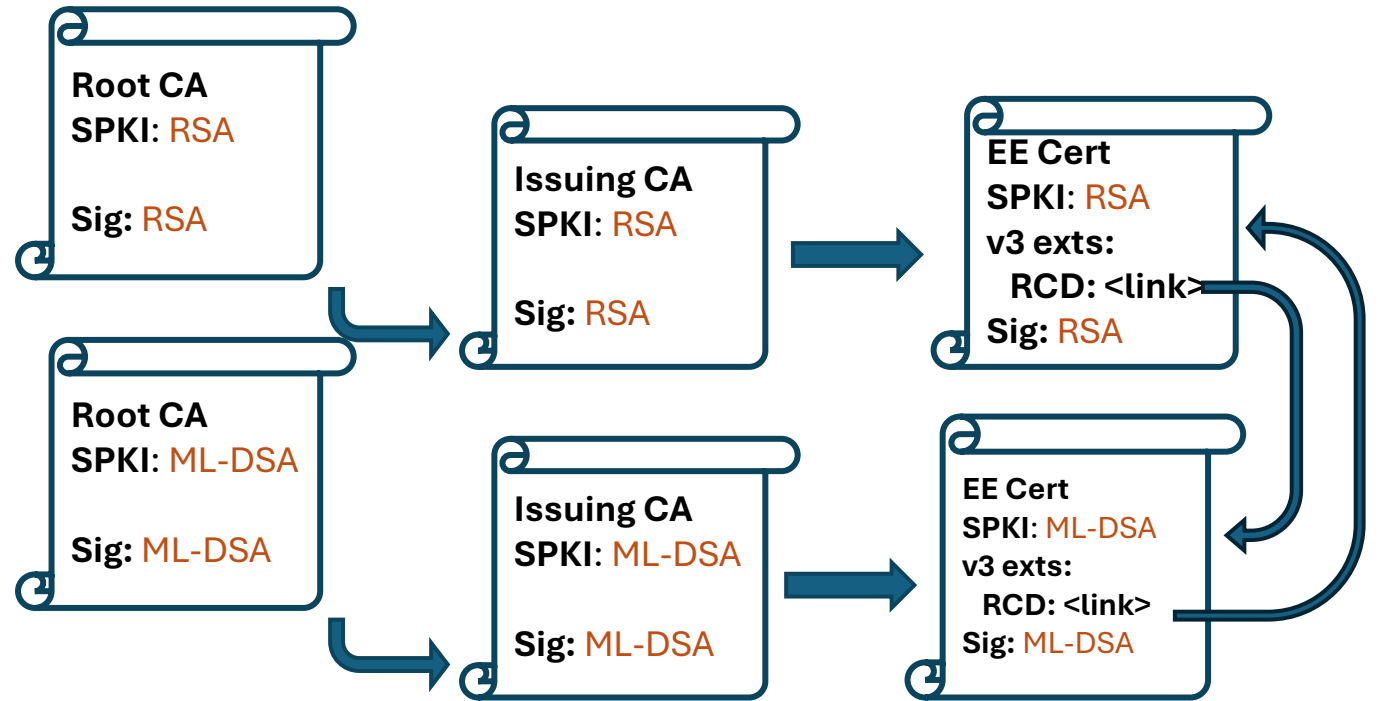 Root CA
SPKI: RSA
Sig: RSA
Issuing CA
SPKI: RSA
Sig: RSA
EE Cert
SPKI: RSA
v3 exts:
RCD: <link>
Sig: RSA
Root CA
SPKI: ML-DSA
Sig: ML-DSA
Issuing CA
SPKI: ML-DSA
Sig: ML-DSA
EE Cert
SPKI: ML-DSA
v3 exts:
RCD: <link>
Sig: ML-DSA